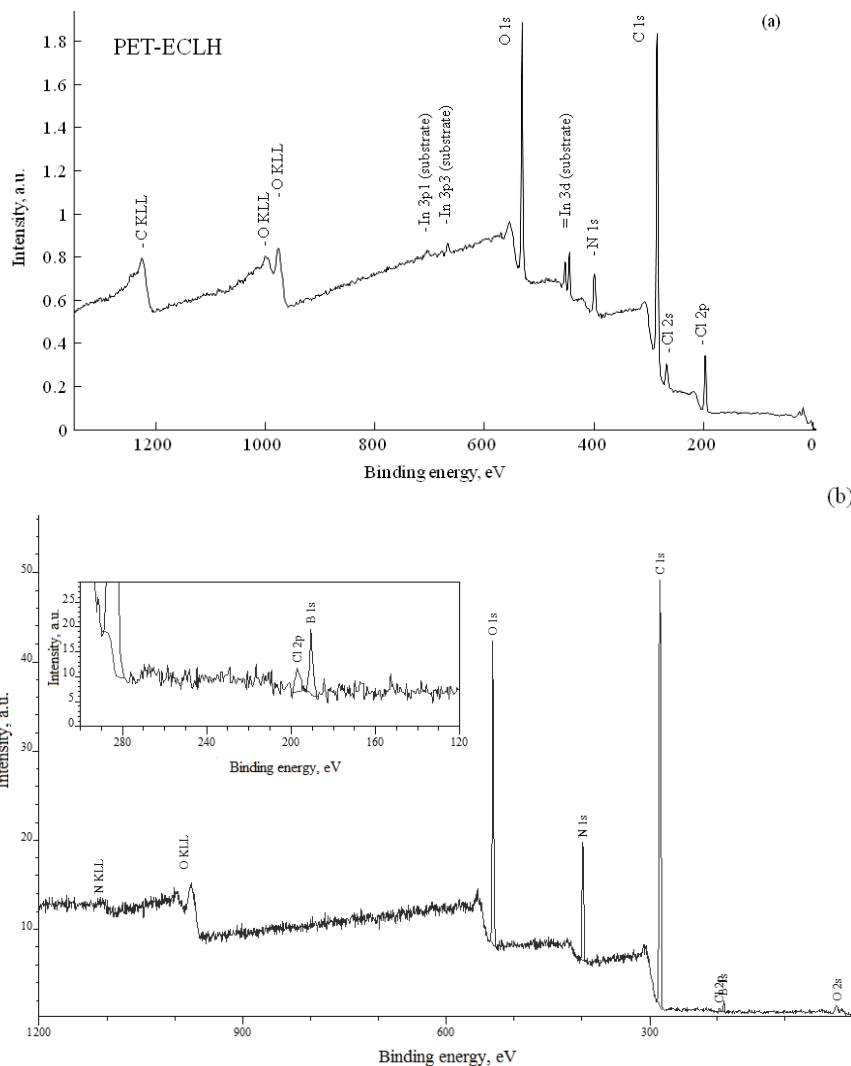 (a)
PET-ECLH
O 1s
C 1s
-In 3p1 (substrate)
-In 3p3 (substrate)
=In 3d (substrate)
-N 1s
-C KLL
-O KLL
-O KLL
-Cl 2s
-Cl 2p
Intensity, a.u.
1.8
1.6
1.4
1.2
1
0.8
0.6
0.4
0.2
0
1200 1000 800 600 400 200 0
Binding energy, eV
(b)
50
40
30
20
10
Intensity, a.u.
25
20
15
10
5
0
Intensity, a.u.
Cl 2p
B 1s
280 240 200 160 120
Binding energy, eV
N KLL
O KLL
O 1s
N 1s
C 1s
Cl 2p
B 1s
O 2s
1200 900 600 300
Binding energy, eV